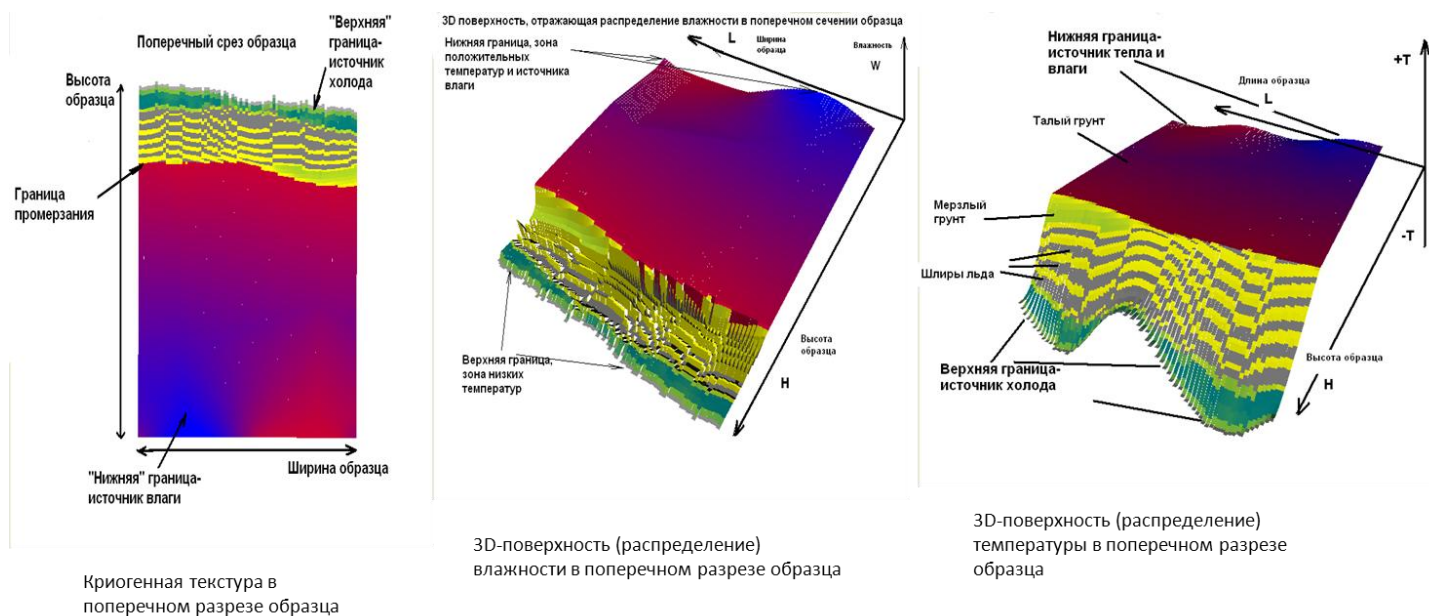 Поперечный срез образца
"Верхняя"
граница-
источник
холода
Высота
образца
Граница
промерзания
Ширина образца
"Нижняя" граница-
источник влаги
Криогенная текстура в
поперечном разрезе образца
3D поверхность, отражающая распределение влажности в поперечном сечении образца
Нижняя граница, зона
положительных
температур и источника
влаги
L
Ширина
образца
Влажность
W
Верхняя граница,
зона низких
температур
Высота
образца
H
3D-поверхность (распределение)
влажности в поперечном разрезе образца
Нижняя граница-
источник тепла и
влаги
+T
Длина образца
L
Талый грунт
Мерзлый
грунт
-T
Шлиры льда
Верхняя граница-
источник холода
Высота образца
H
3D-поверхность (распределение)
температуры в поперечном разрезе
образца